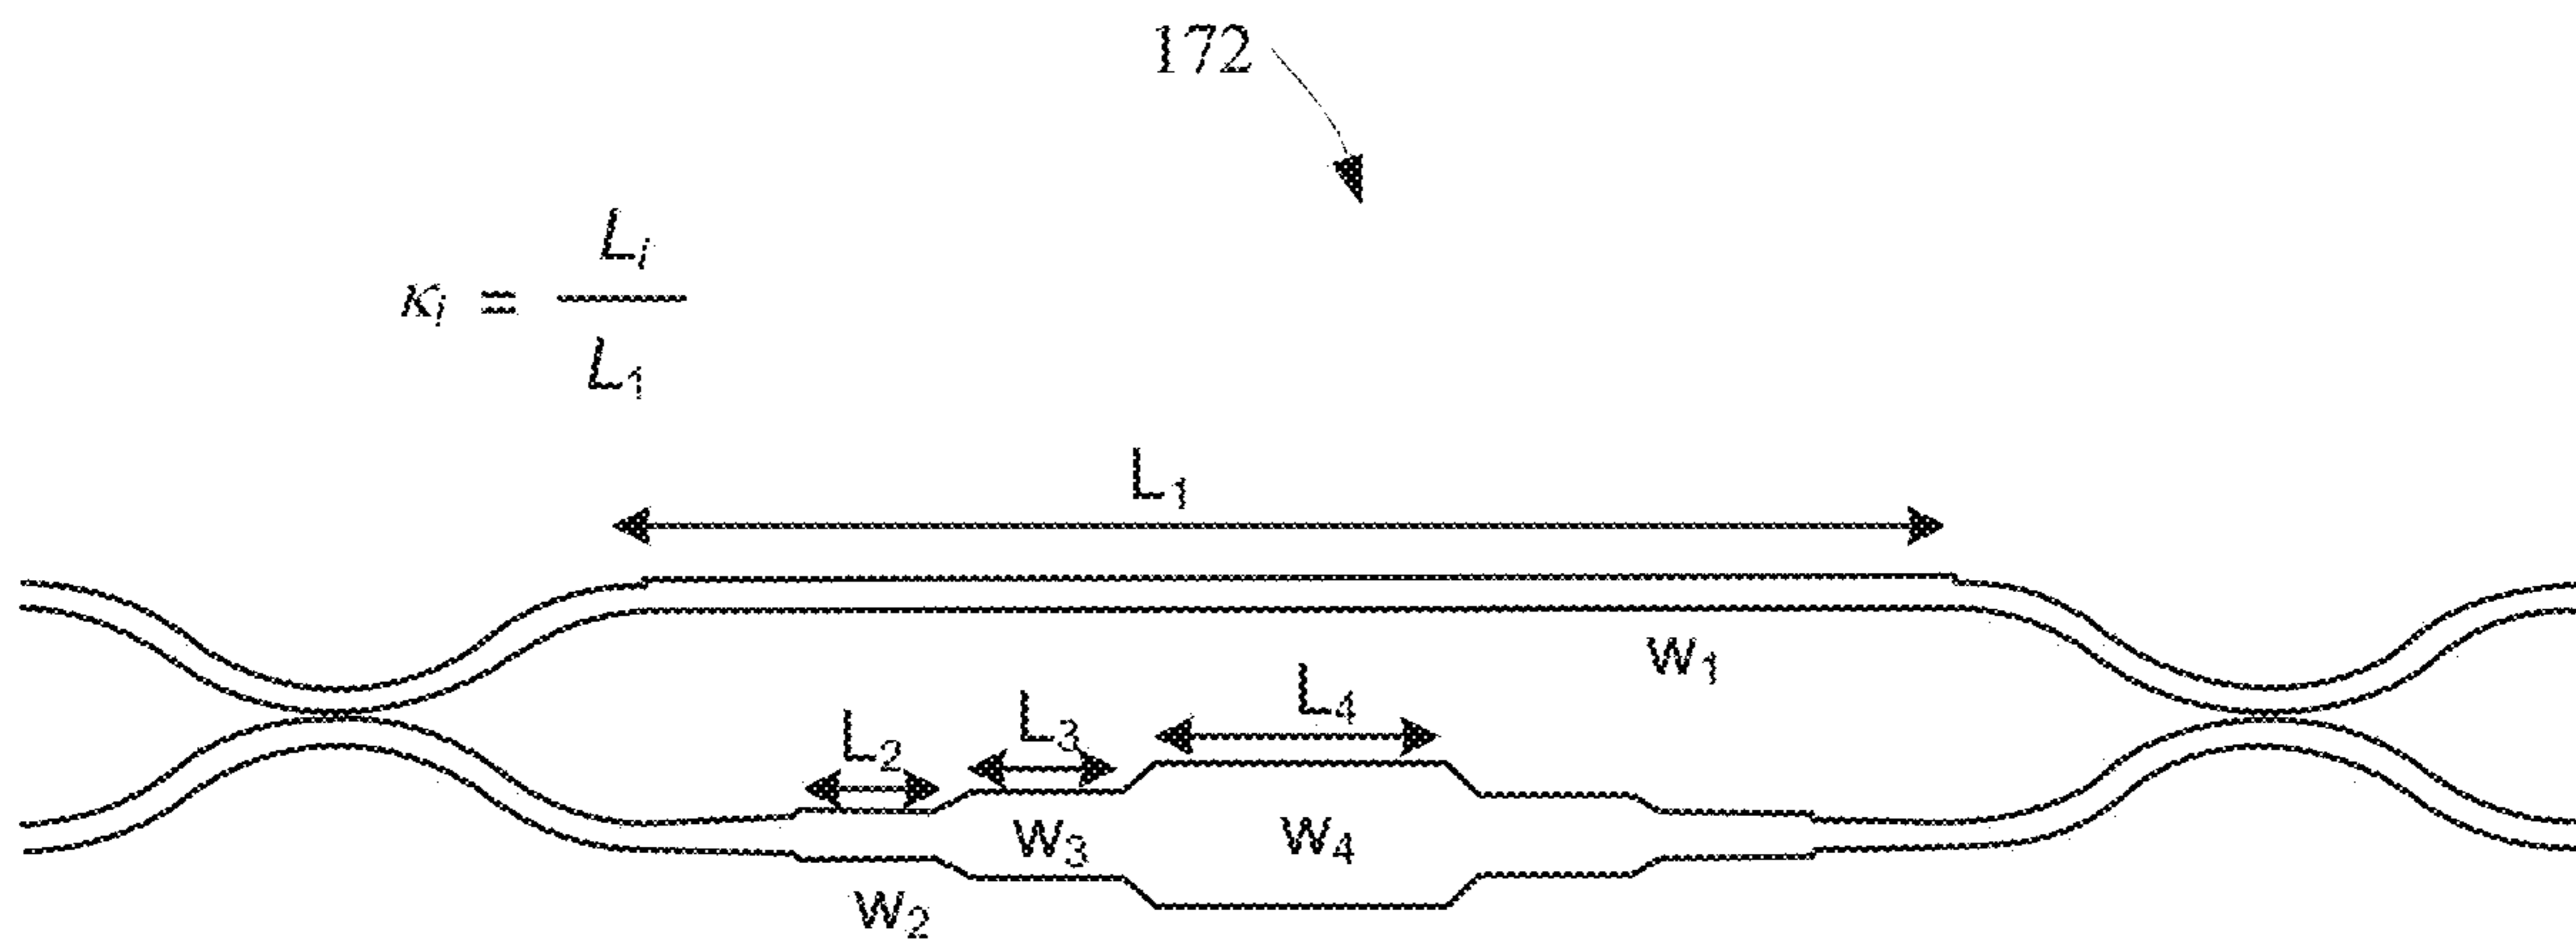 172
κᵢ = Lᵢ / L₁
L₁
W₁
L₂ L₃ L₄
W₂ W₃ W₄